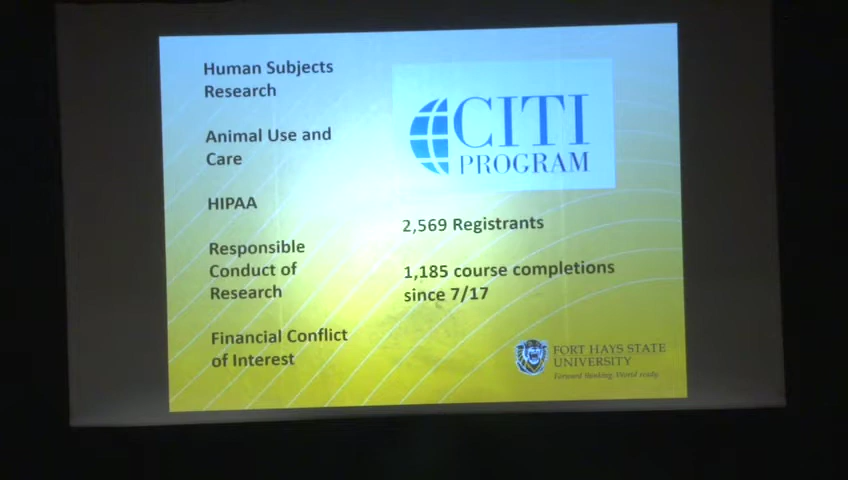 Human Subjects
Research
Animal Use and
Care
HIPAA
Responsible
Conduct of
Research
Financial Conflict
of Interest
CITI
PROGRAM
2,569 Registrants
1,185 course completions
since 7/17
FORT HAYS STATE
UNIVERSITY
Forward thinking. World ready.